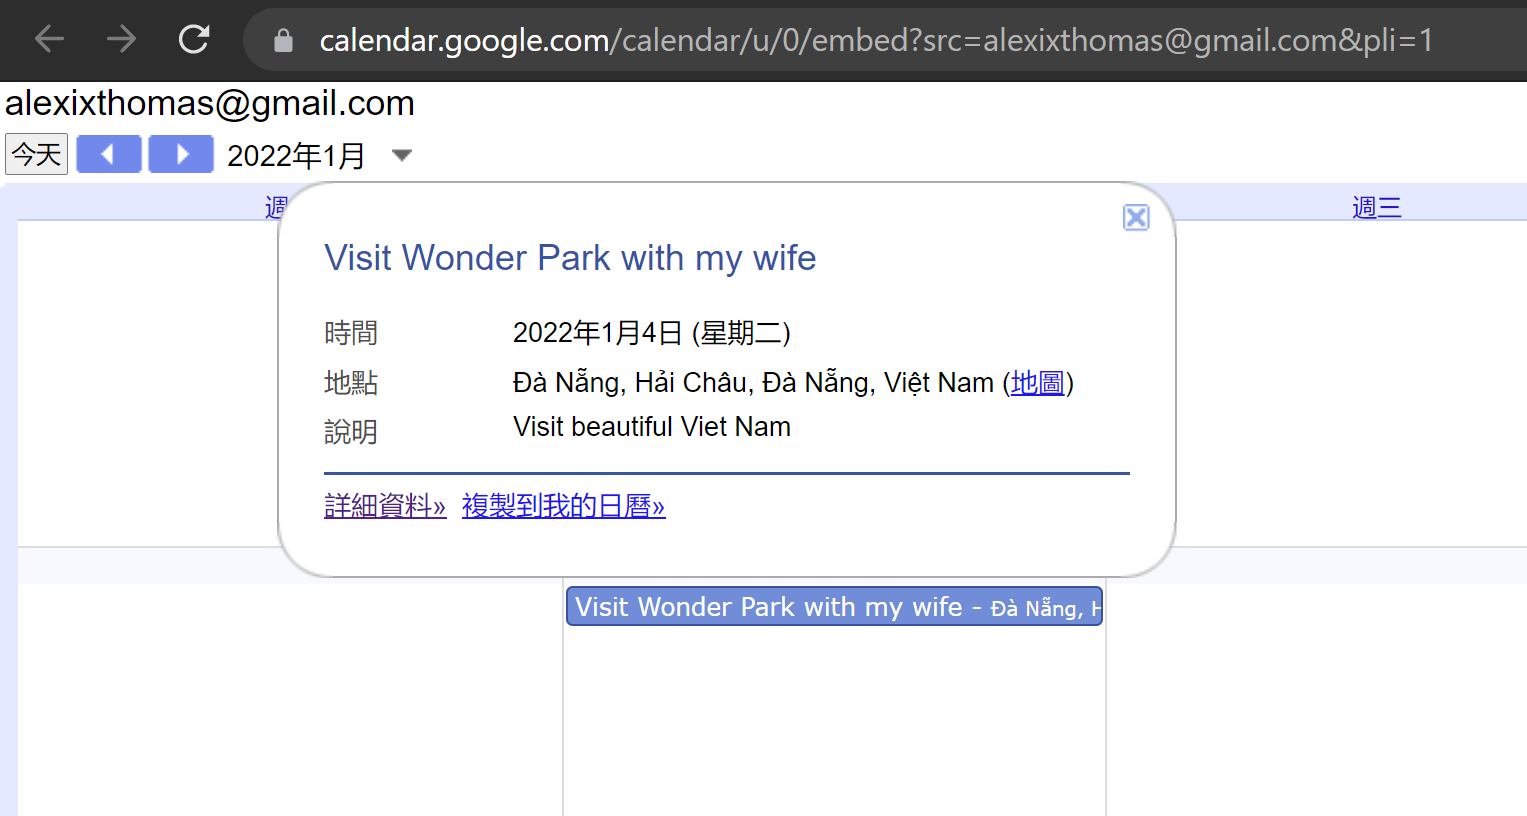 calendar.google.com/calendar/u/0/embed?src=alexixthomas@gmail.com&pli=1
alexixthomas@gmail.com
今天 2022年1月
週 週三
Visit Wonder Park with my wife
時間 2022年1月4日 (星期二)
地點 Đà Nẵng, Hải Châu, Đà Nẵng, Việt Nam (地圖)
說明 Visit beautiful Viet Nam
詳細資料» 複製到我的日曆»
Visit Wonder Park with my wife - Đà Nẵng, H